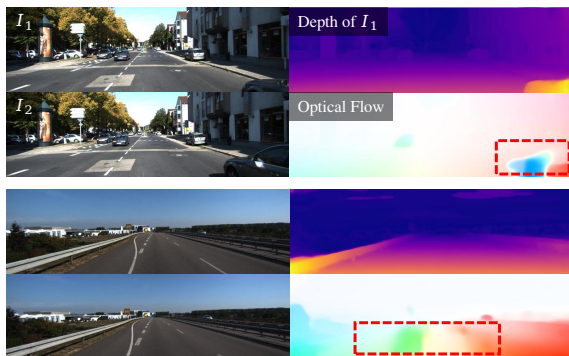 I₁
Depth of I₁
I₂
Optical Flow